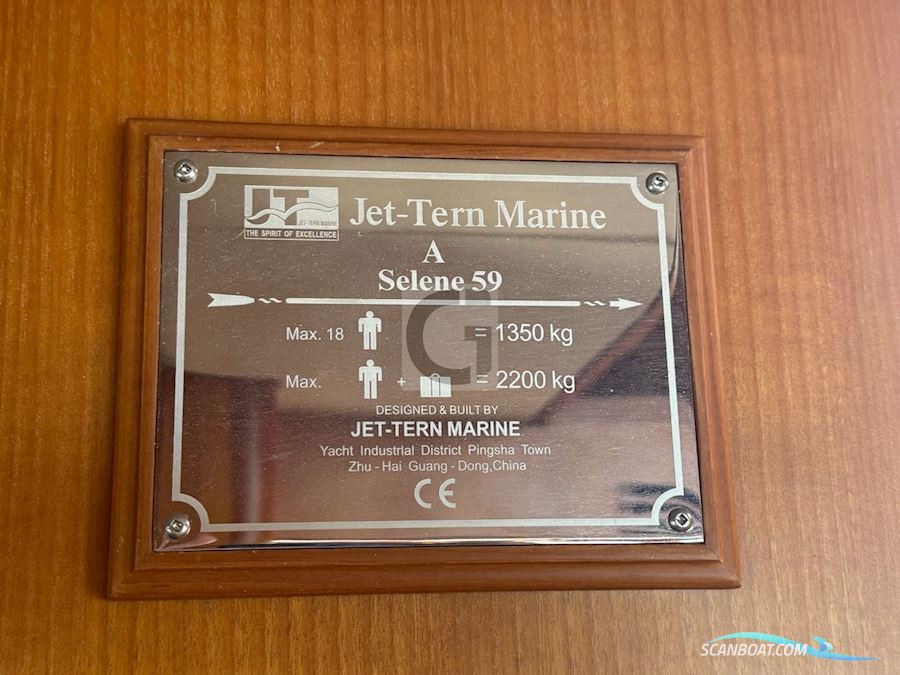 JT
JET-TERN MARINE
THE SPIRIT OF EXCELLENCE
Jet-Tern Marine
A
Selene 59
Max. 18 = 1350 kg
Max. + = 2200 kg
DESIGNED & BUILT BY
JET-TERN MARINE
Yacht Industrlal District Pingsha Town
Zhu - Hai Guang - Dong,China
CE
SCANBOAT.COM